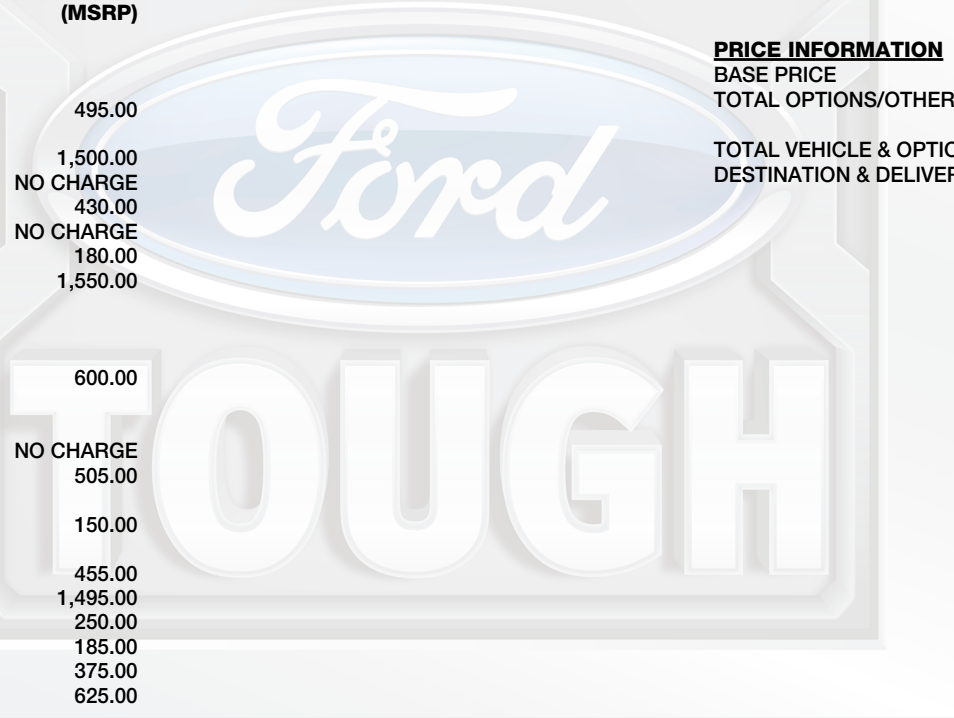 (MSRP)
495.00
1,500.00
NO CHARGE
430.00
NO CHARGE
180.00
1,550.00
600.00
NO CHARGE
505.00
150.00
455.00
1,495.00
250.00
185.00
375.00
625.00
PRICE INFORMATION
BASE PRICE
TOTAL OPTIONS/OTHER
TOTAL VEHICLE & OPTIO
DESTINATION & DELIVER
Ford
TOUGH